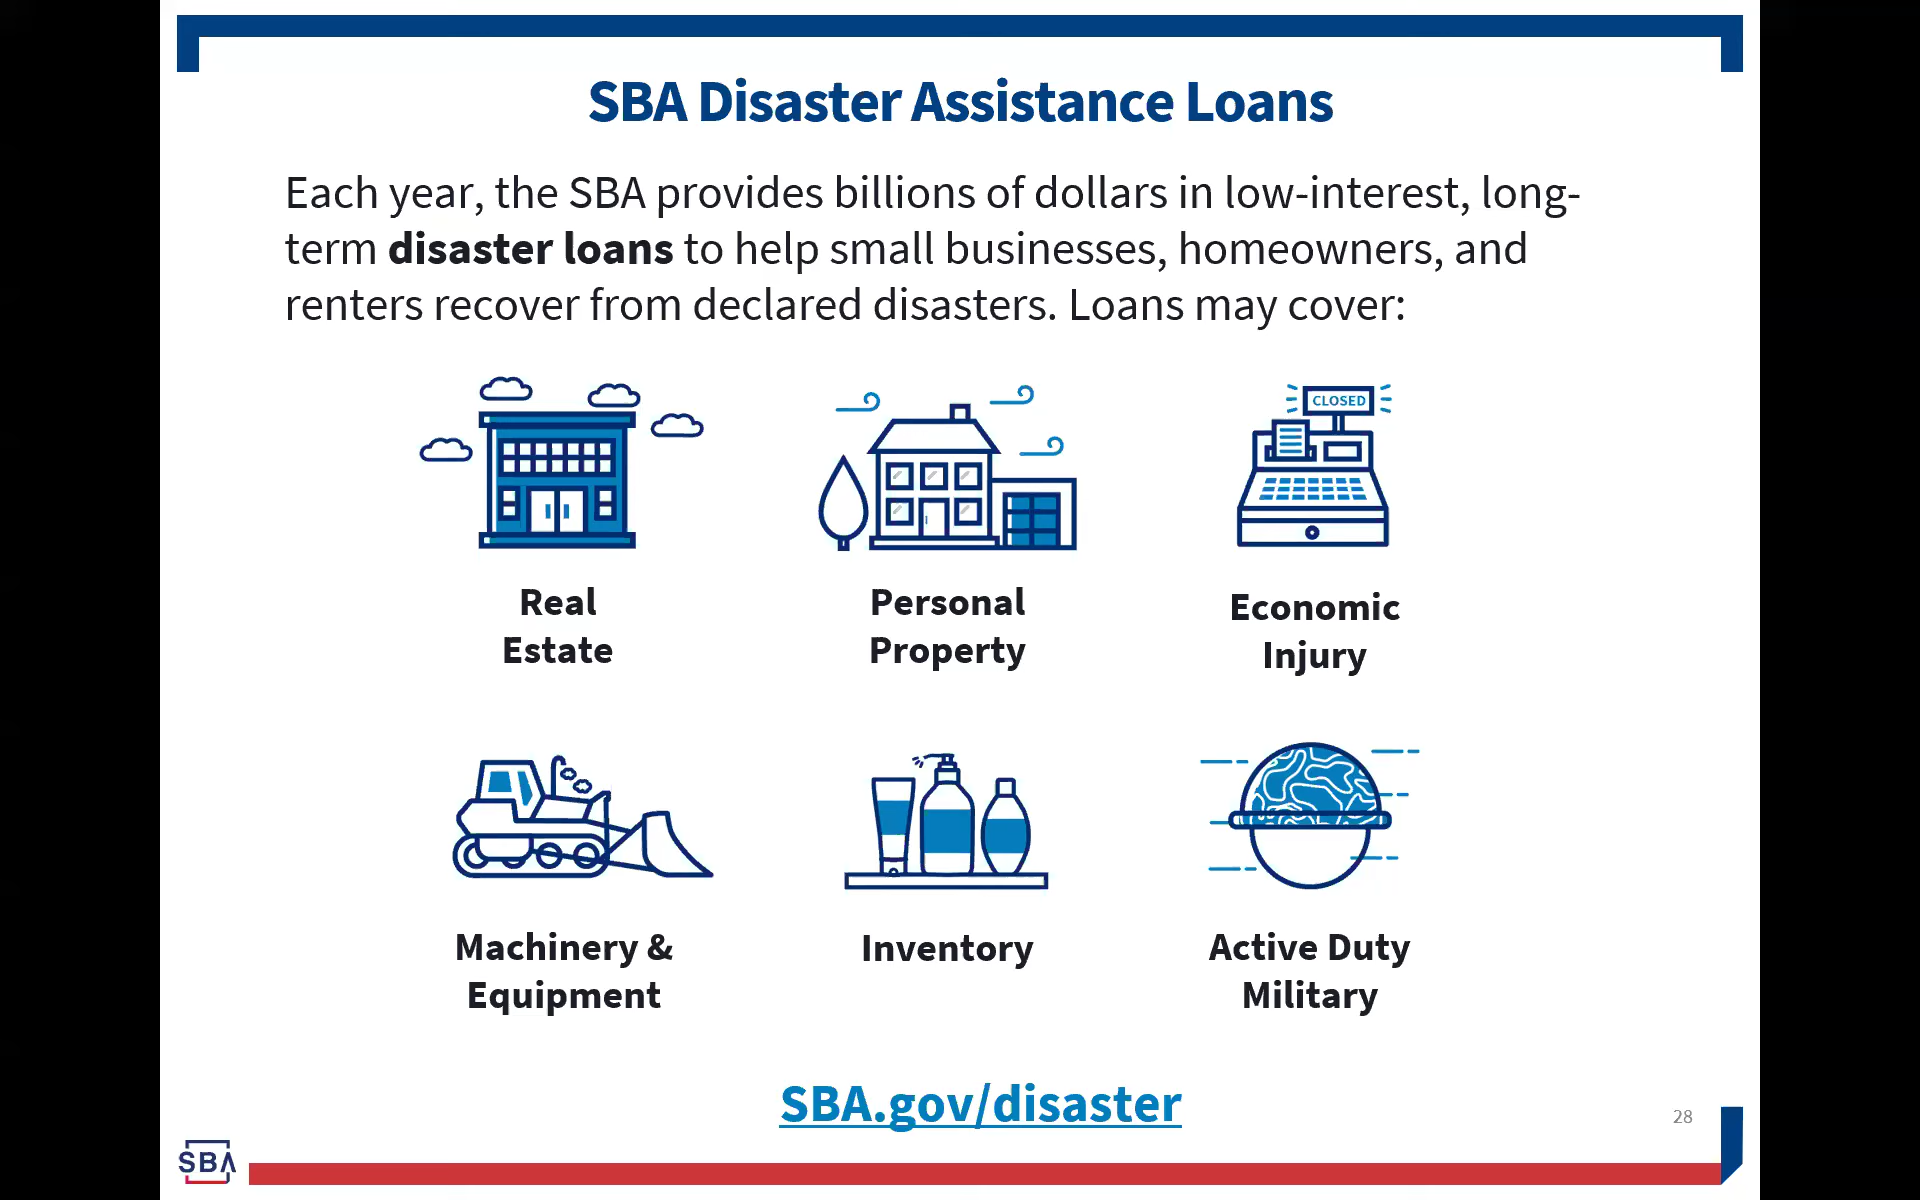 SBA Disaster Assistance Loans
Each year, the SBA provides billions of dollars in low-interest, long-
term disaster loans to help small businesses, homeowners, and
renters recover from declared disasters. Loans may cover:
CLOSED
Real
Estate
Personal
Property
Economic
Injury
Machinery &
Equipment
Inventory
Active Duty
Military
SBA.gov/disaster
28
SBA